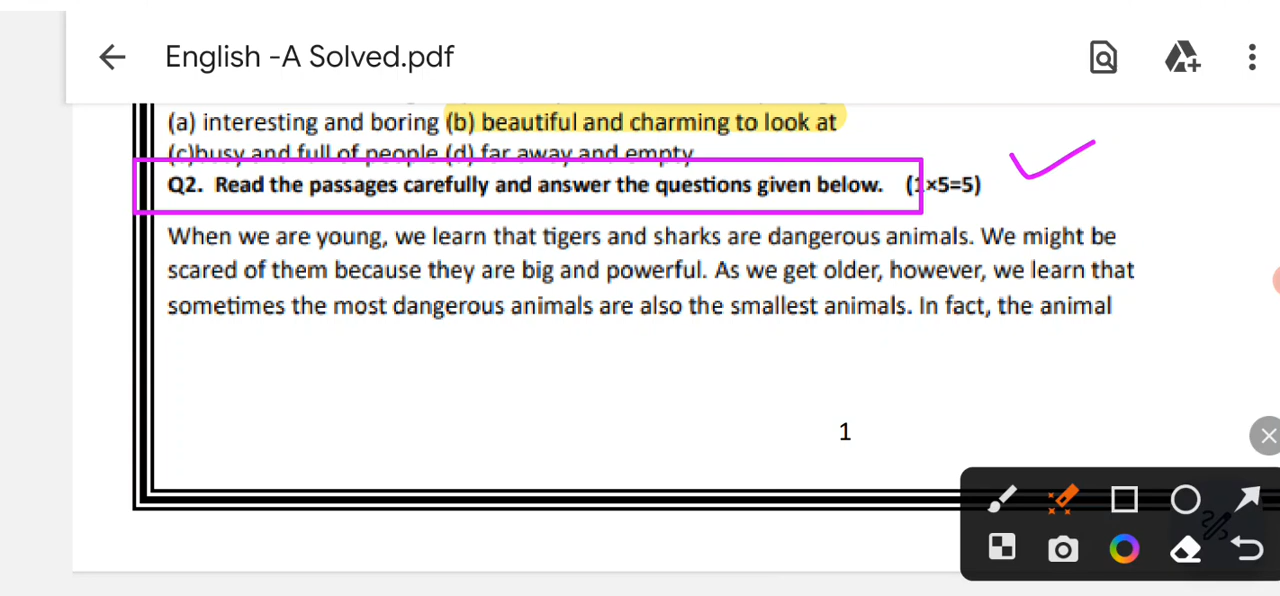 English -A Solved.pdf
(a) interesting and boring (b) beautiful and charming to look at
(c)busy and full of people (d) far away and empty
Q2. Read the passages carefully and answer the questions given below. (1×5=5)
When we are young, we learn that tigers and sharks are dangerous animals. We might be
scared of them because they are big and powerful. As we get older, however, we learn that
sometimes the most dangerous animals are also the smallest animals. In fact, the animal
1